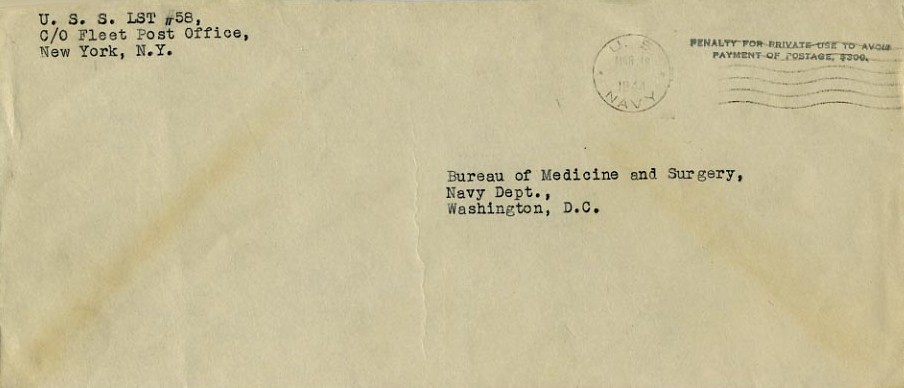 U. S. S. LST #58,
C/O Fleet Post Office,
New York, N.Y.
U. S.
NAVY
PENALTY FOR PRIVATE USE TO AVOID
PAYMENT OF POSTAGE, $300.
Bureau of Medicine and Surgery,
Navy Dept.,
Washington, D.C.